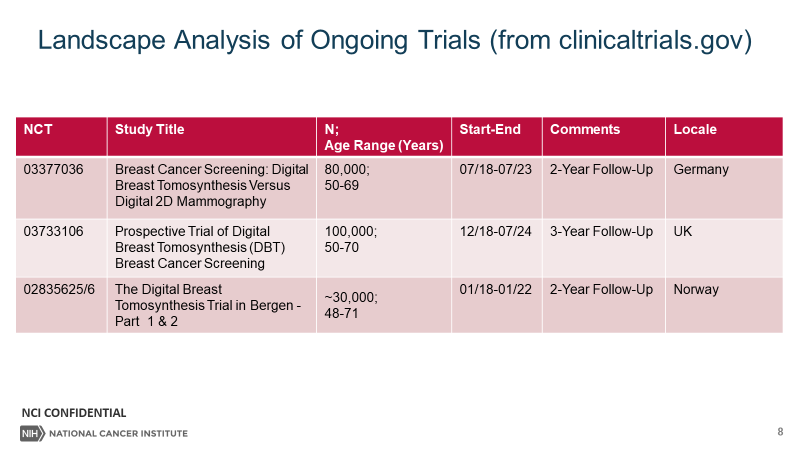 Landscape Analysis of Ongoing Trials (from clinicaltrials.gov)
NCT
Study Title
N;
Age Range (Years)
Start-End
Comments
Locale
03377036
Breast Cancer Screening: Digital
Breast Tomosynthesis Versus
Digital 2D Mammography
80,000;
50-69
07/18-07/23
2-Year Follow-Up
Germany
03733106
Prospective Trial of Digital
Breast Tomosynthesis (DBT)
Breast Cancer Screening
100,000;
50-70
12/18-07/24
3-Year Follow-Up
UK
02835625/6
The Digital Breast
Tomosynthesis Trial in Bergen -
Part 1 & 2
~30,000;
48-71
01/18-01/22
2-Year Follow-Up
Norway
NCI CONFIDENTIAL
NIH NATIONAL CANCER INSTITUTE
8